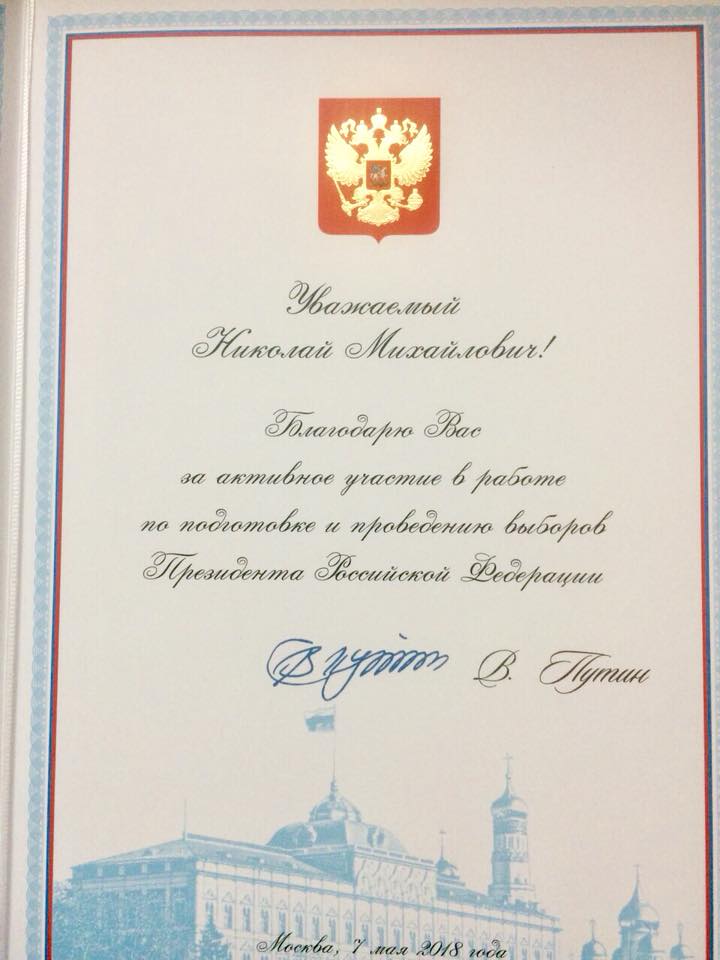 Уважаемый
Николай Михайлович!
Благодарю Вас
за активное участие в работе
по подготовке и проведению выборов
Президента Российской Федерации
В. Путин
Москва, 7 мая 2018 года